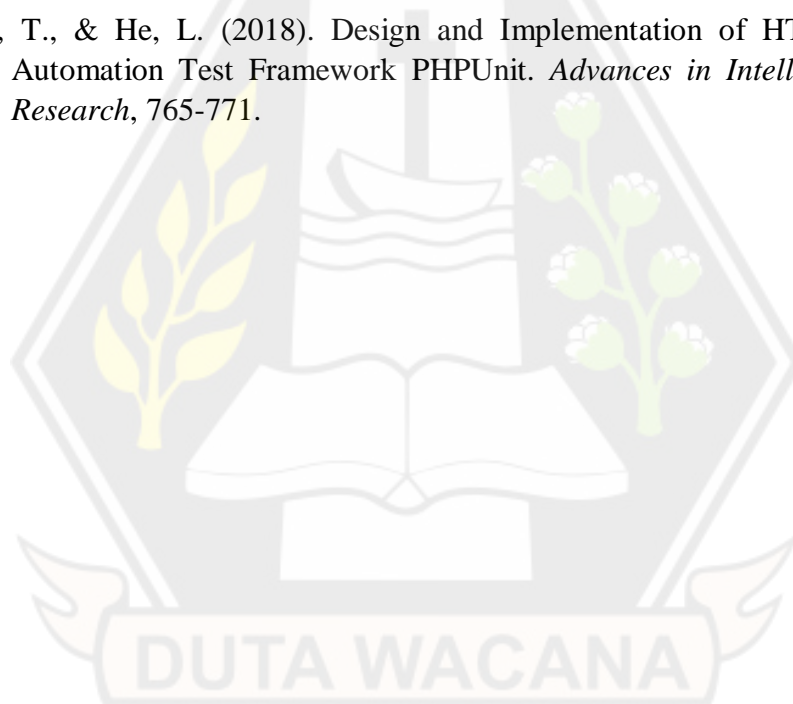 , T., & He, L. (2018). Design and Implementation of HT
Automation Test Framework PHPUnit. Advances in Intell
Research, 765-771.
DUTA WACANA